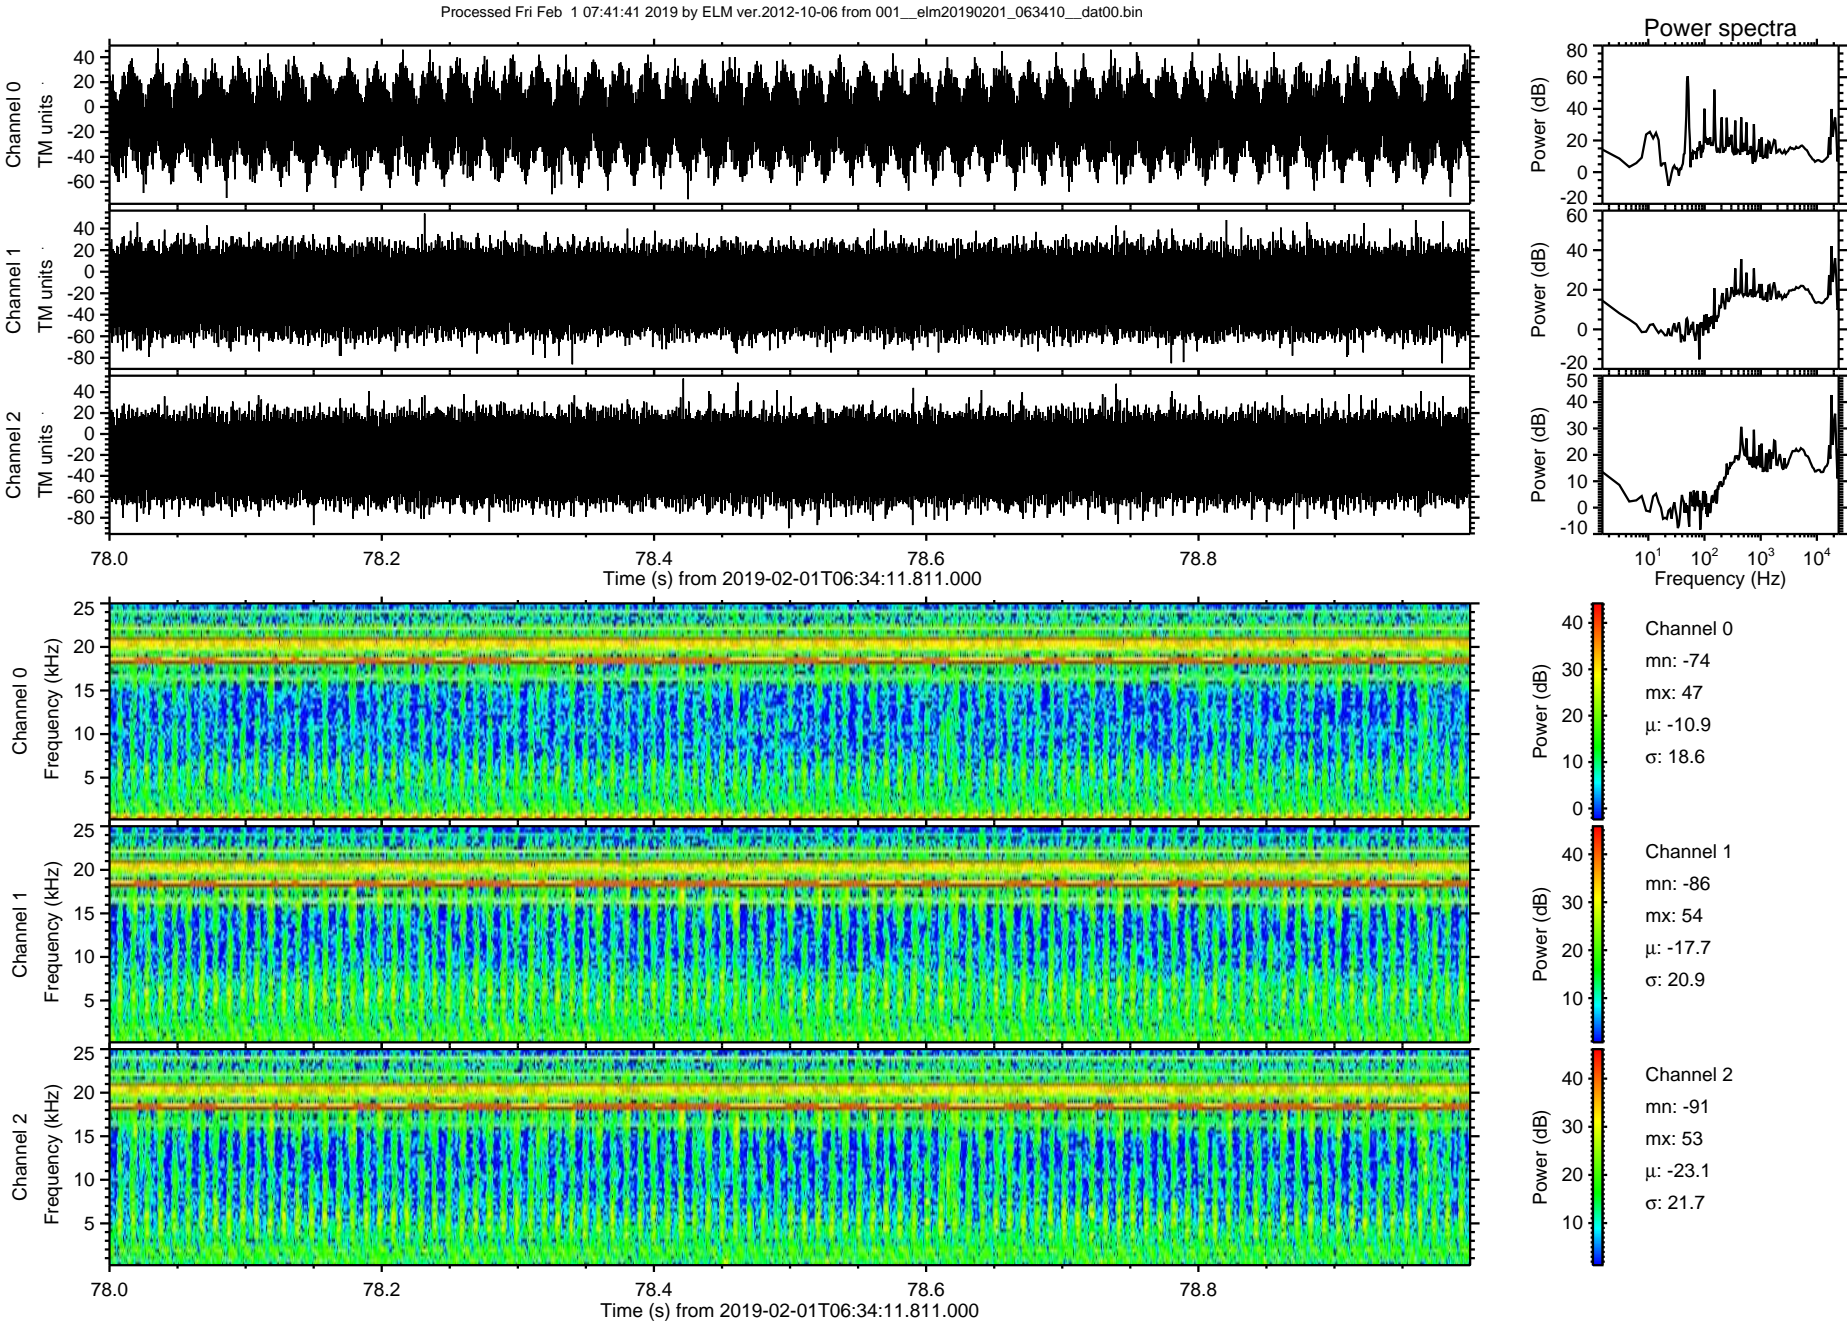 Processed Fri Feb  1 07:41:41 2019 by ELM ver.2012-10-06 from 001__elm20190201_063410__dat00.bin
Power spectra
Channel 0
TM units
40
20
0
-20
-40
-60
Power (dB)
80
60
40
20
0
-20
Channel 1
TM units
40
20
0
-20
-40
-60
-80
Power (dB)
60
40
20
0
-20
Channel 2
TM units
40
20
0
-20
-40
-60
-80
Power (dB)
50
40
30
20
10
0
-10
78.0 78.2 78.4 78.6 78.8
Time (s) from 2019-02-01T06:34:11.811.000
10¹ 10² 10³ 10⁴
Frequency (Hz)
Channel 0
Frequency (kHz)
25
20
15
10
5
Power (dB)
40
30
20
10
0
Channel 0
mn: -74
mx: 47
μ: -10.9
σ: 18.6
Channel 1
Frequency (kHz)
25
20
15
10
5
Power (dB)
40
30
20
10
Channel 1
mn: -86
mx: 54
μ: -17.7
σ: 20.9
Channel 2
Frequency (kHz)
25
20
15
10
5
Power (dB)
40
30
20
10
Channel 2
mn: -91
mx: 53
μ: -23.1
σ: 21.7
78.0 78.2 78.4 78.6 78.8
Time (s) from 2019-02-01T06:34:11.811.000